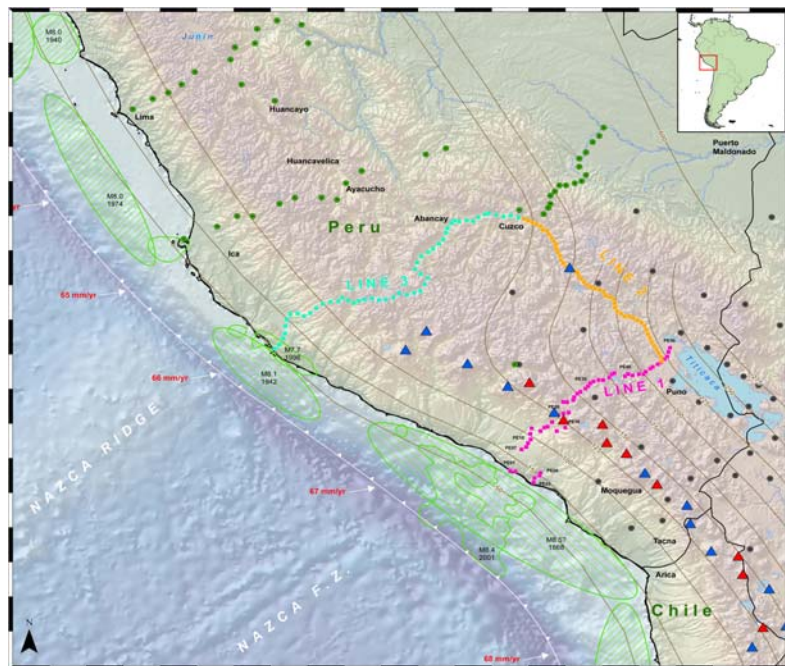 M8.0
1940
Junin
Lima
Huancayo
Puerto
Maldonado
Huancavelica
Ayacucho
M8.0
1974
Peru
Abancay
Cuzco
Ica
LINE 3
LINE 2
65 mm/yr
M7.7
1996
66 mm/yr
M8.1
1942
LINE 1
Titicaca
Puno
NAZCA RIDGE
67 mm/yr
Moquegua
M8.5?
1868
Tacna
M8.4
2001
Arica
NAZCA F.Z.
Chile
68 mm/yr
N